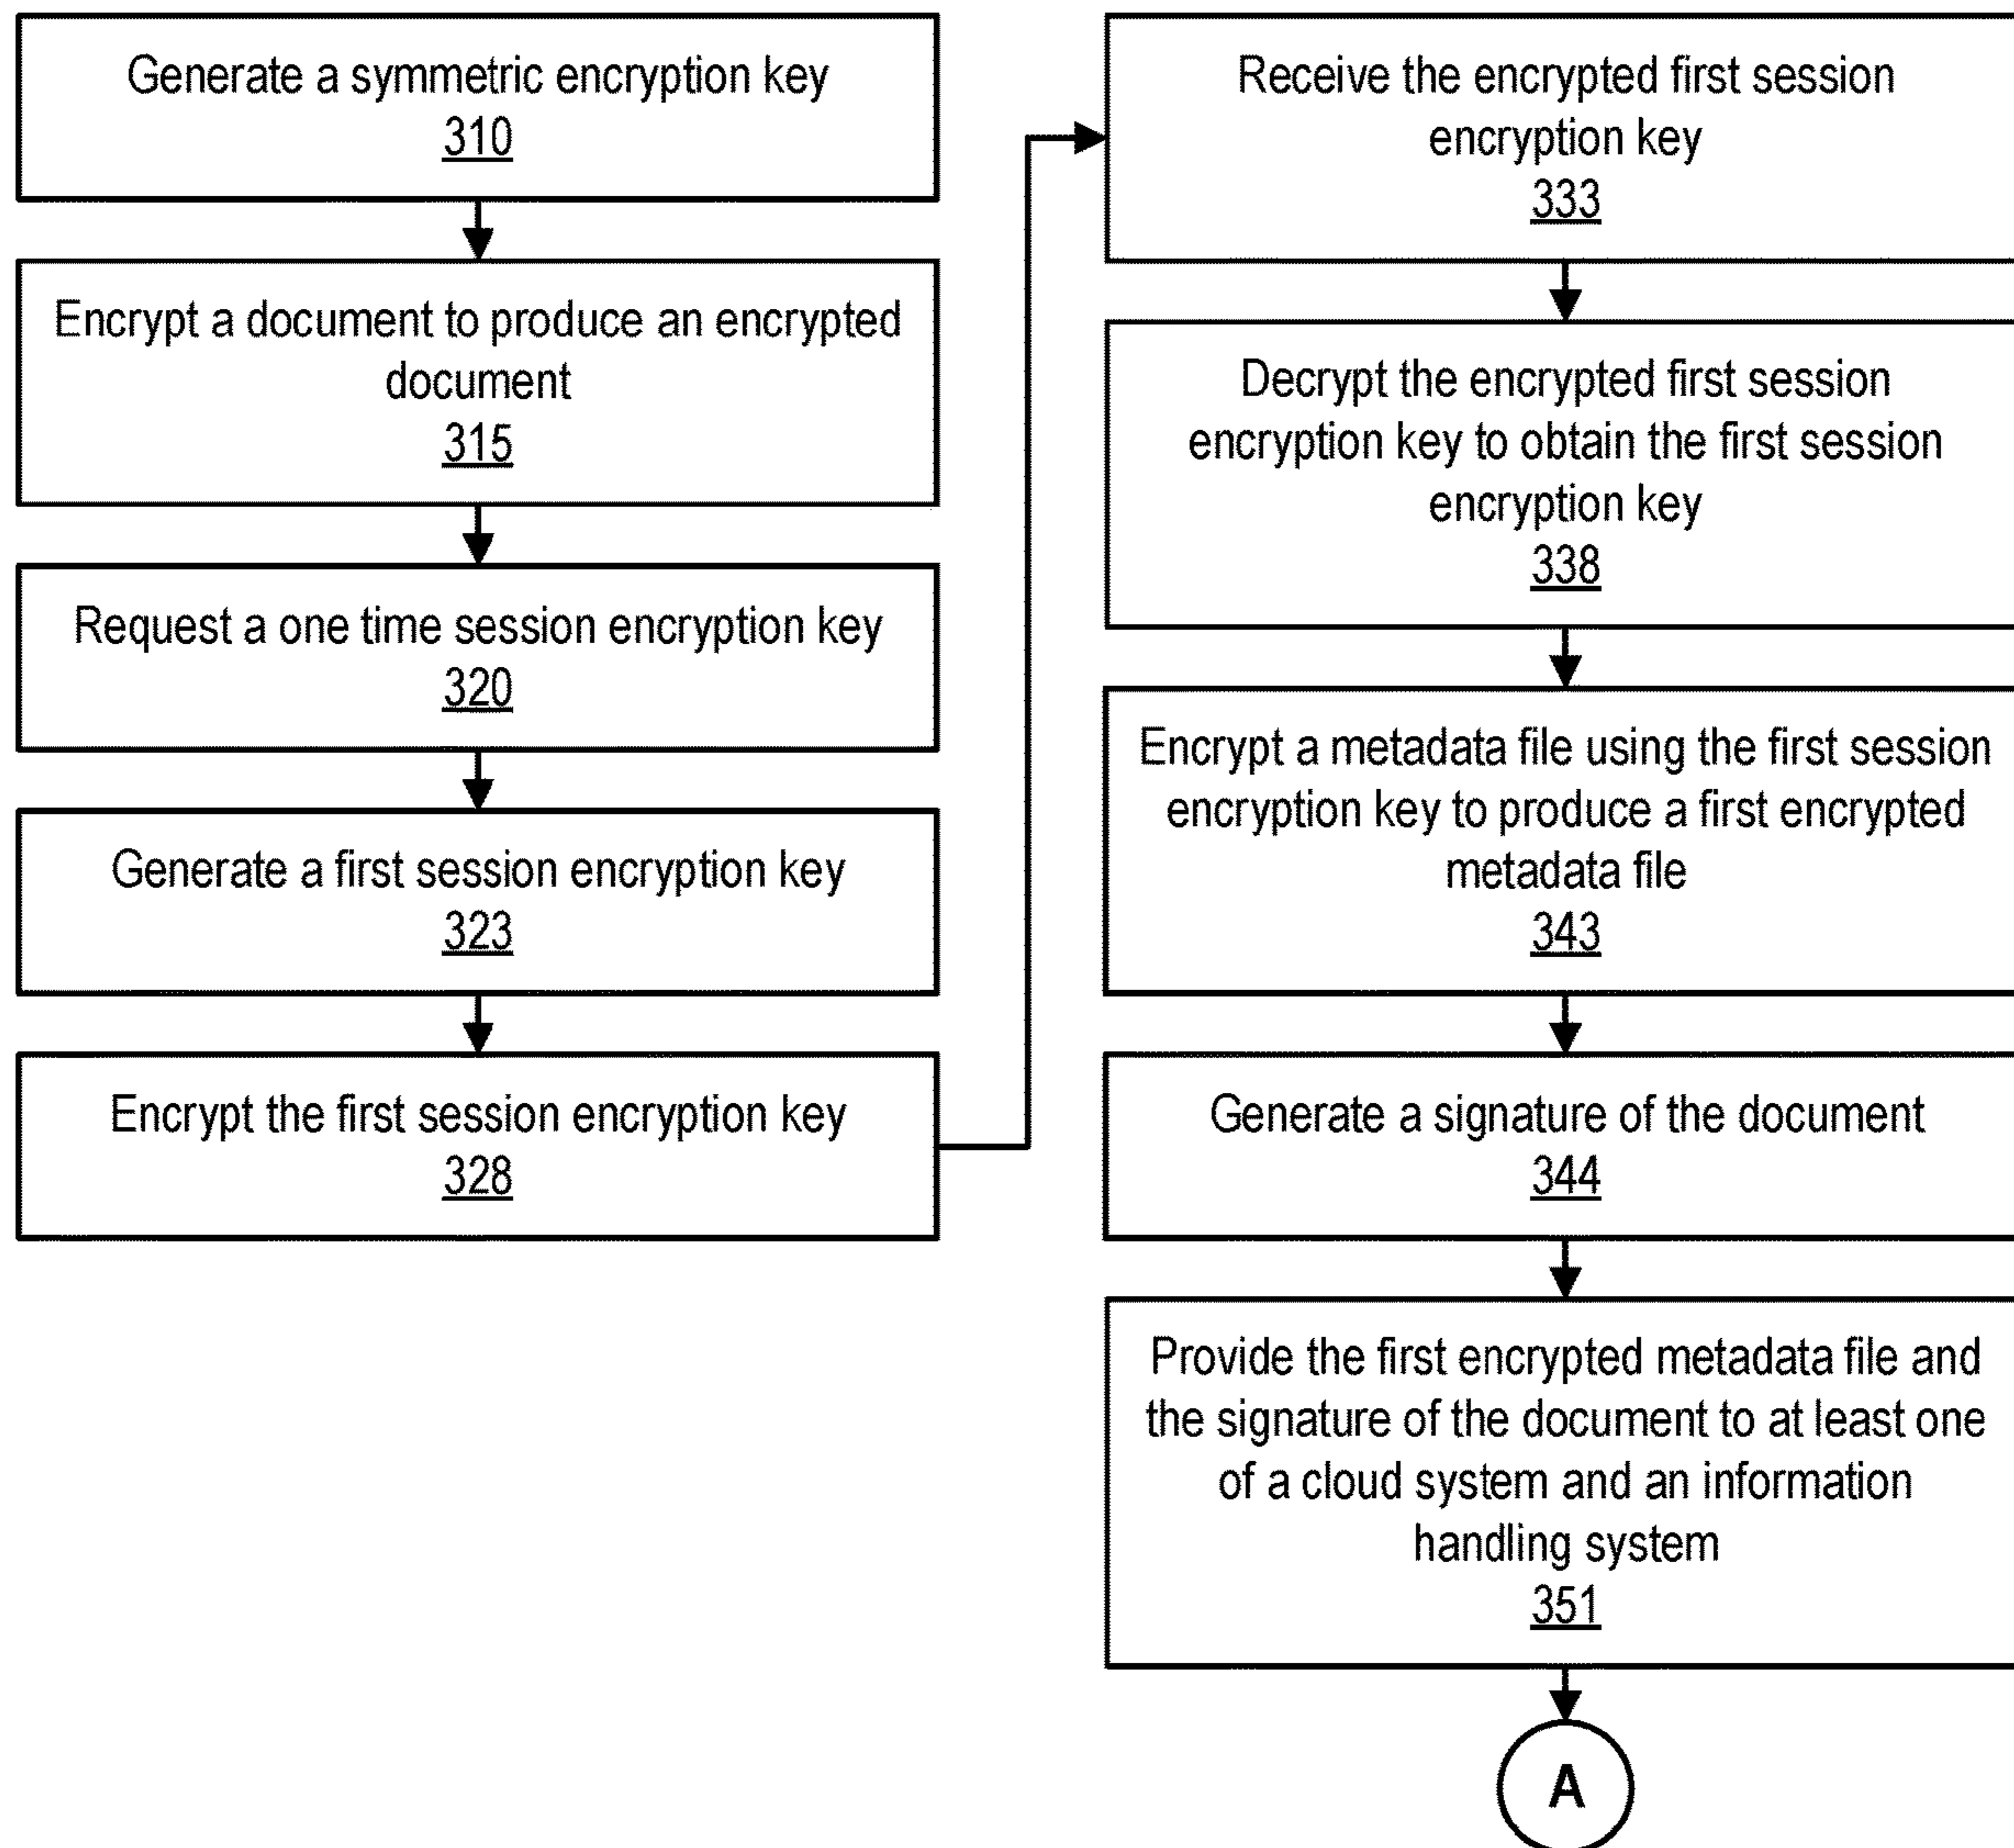 Generate a symmetric encryption key
310
Encrypt a document to produce an encrypted
document
315
Request a one time session encryption key
320
Generate a first session encryption key
323
Encrypt the first session encryption key
328
Receive the encrypted first session
encryption key
333
Decrypt the encrypted first session
encryption key to obtain the first session
encryption key
338
Encrypt a metadata file using the first session
encryption key to produce a first encrypted
metadata file
343
Generate a signature of the document
344
Provide the first encrypted metadata file and
the signature of the document to at least one
of a cloud system and an information
handling system
351
A